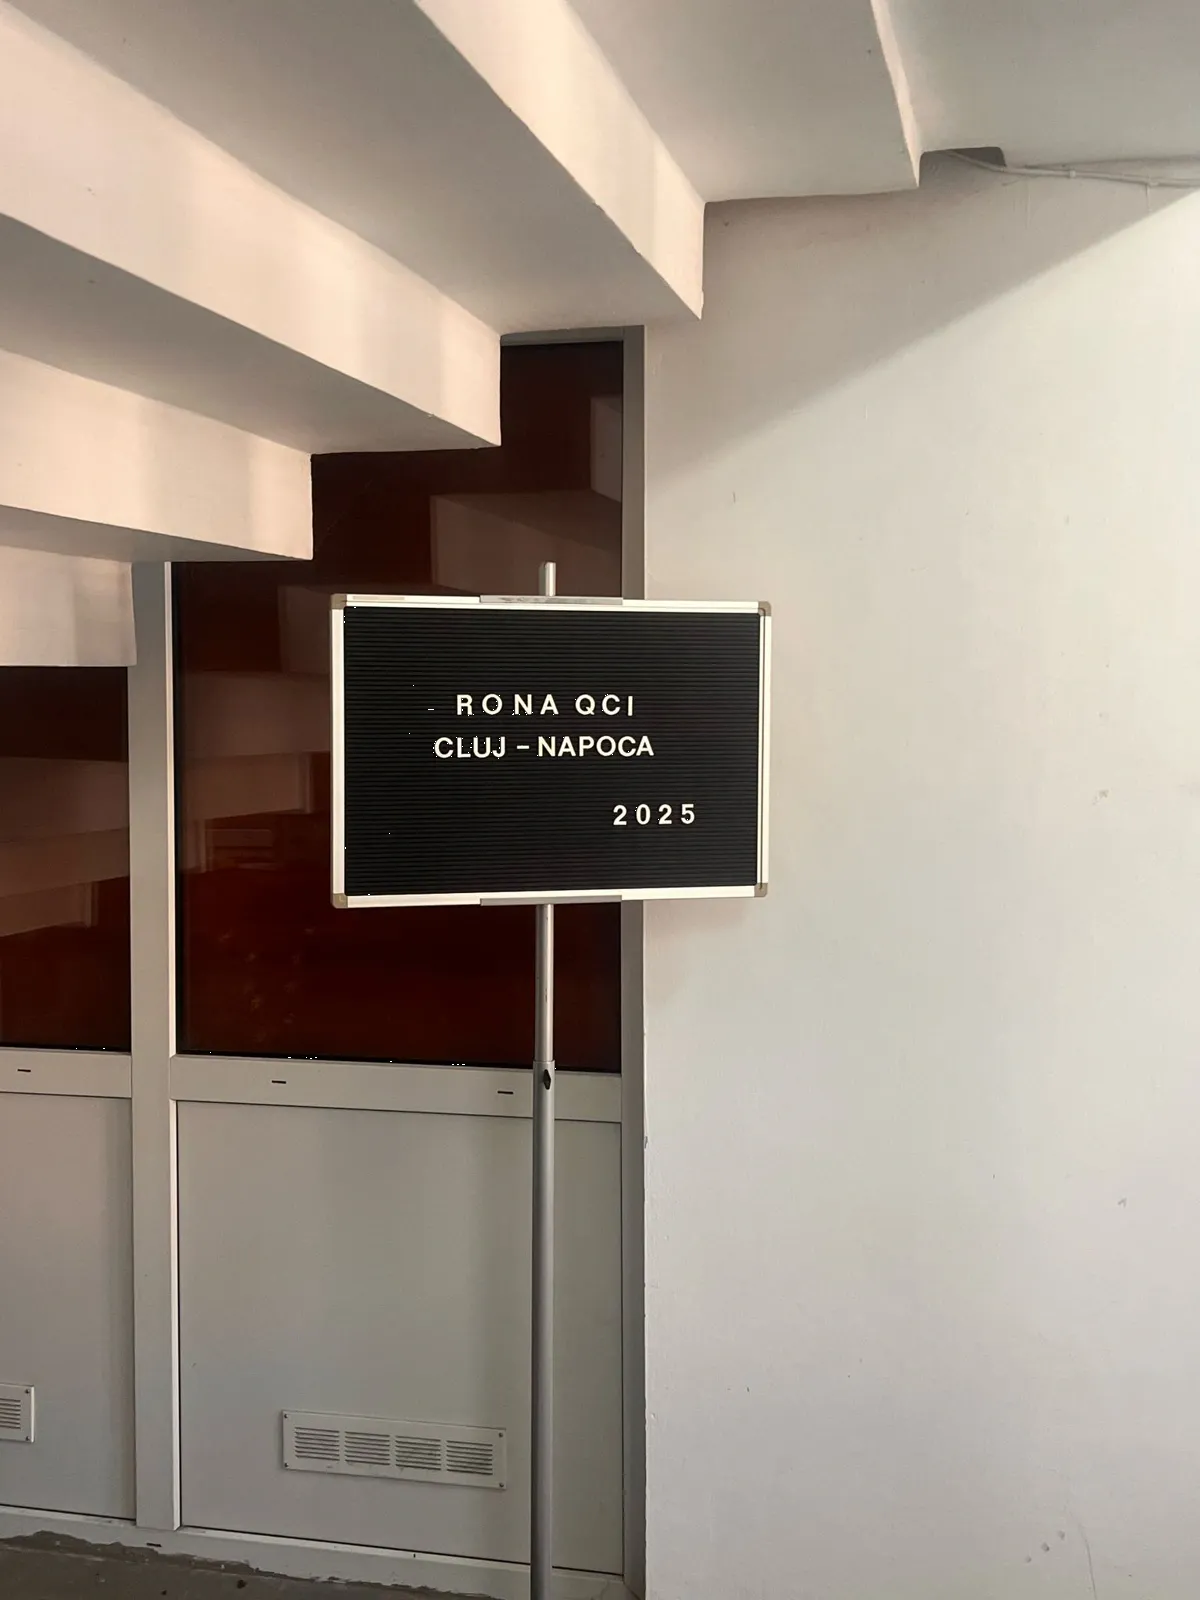 RONA QCI
CLUJ - NAPOCA
2025